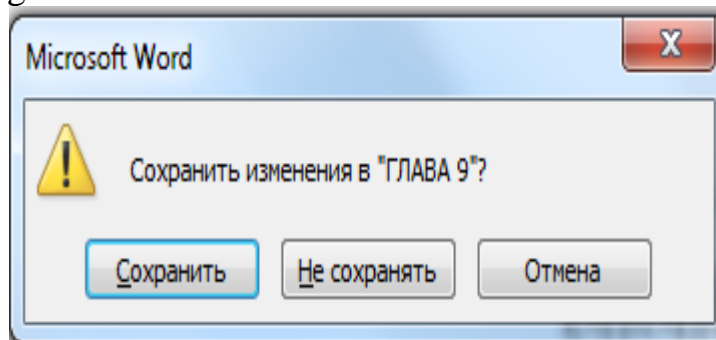 Microsoft Word
Сохранить изменения в "ГЛАВА 9"?
Сохранить
Не сохранять
Отмена